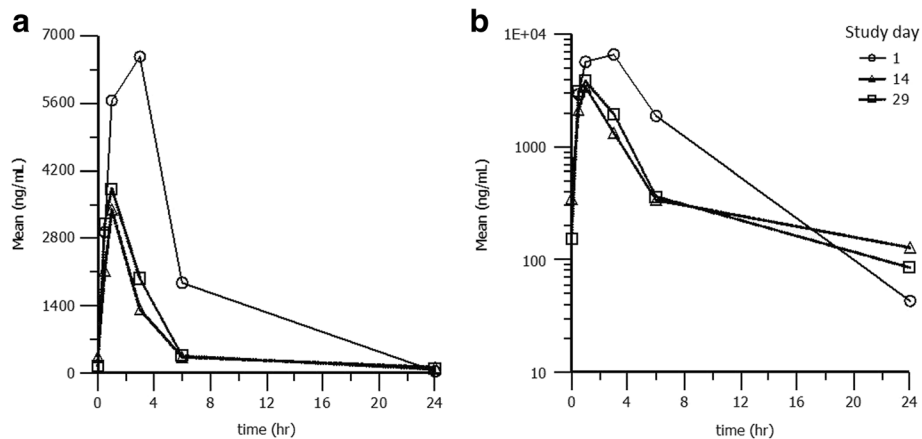 a
b
7000
5600
4200
2800
1400
0
Mean (ng/mL)
0 4 8 12 16 20 24
time (hr)
1E+04
1000
100
10
Mean (ng/mL)
0 4 8 12 16 20 24
time (hr)
Study day
1
14
29